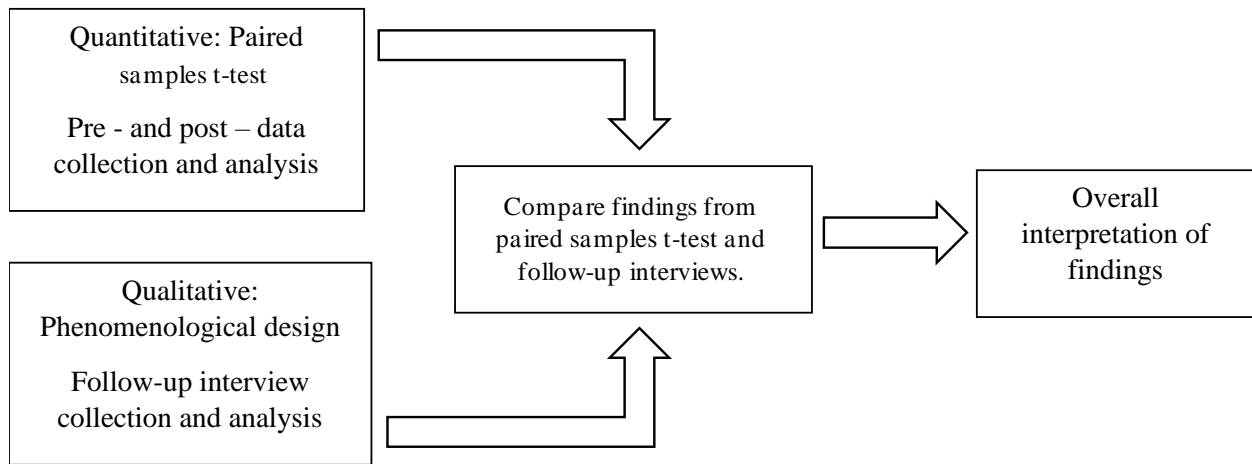 Quantitative: Paired
samples t-test
Pre - and post – data
collection and analysis
Compare findings from
paired samples t-test and
follow-up interviews.
Overall
interpretation of
findings
Qualitative:
Phenomenological design
Follow-up interview
collection and analysis